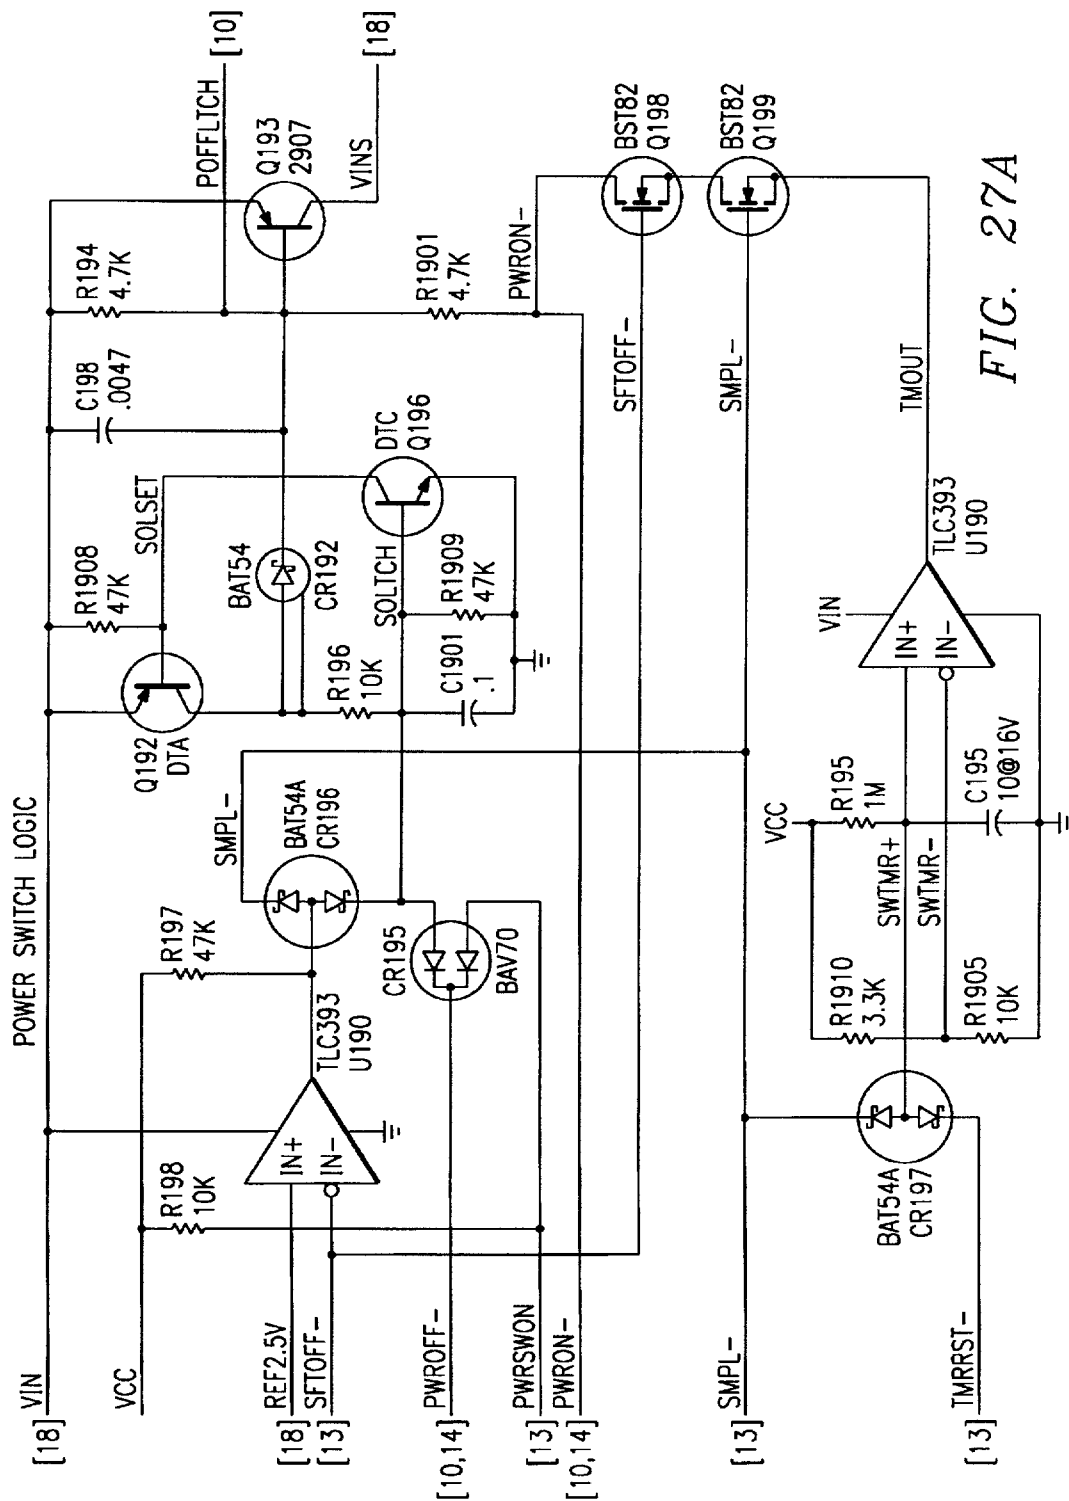 POWER SWITCH LOGIC
[18] VIN
VCC
[18] REF2.5V
[13] SFTOFF-
[10,14] PWROFF-
[13] PWRSWON
[10,14] PWRON-
[13] SMPL-
[13] TMRRST-
R198
10K
R197
47K
IN+
IN-
TLC393
U190
SMPL-
BAT54A
CR196
CR195
BAV70
Q192
DTA
R1908
47K
SOLSET
R196
10K
BAT54
CR192
SOLTCH
C1901
.1
R1909
47K
DTC
Q196
C198
.0047
R194
4.7K
R1901
4.7K
POFFLTCH [10]
Q193
2907
VINS [18]
PWRON-
SFTOFF-
SMPL-
BST82
Q198
BST82
Q199
TMOUT
BAT54A
CR197
R1910
3.3K
R1905
10K
SWTMR+
SWTMR-
VCC
R195
1M
C195
10@16V
VIN
IN+
IN-
TLC393
U190
FIG. 27A